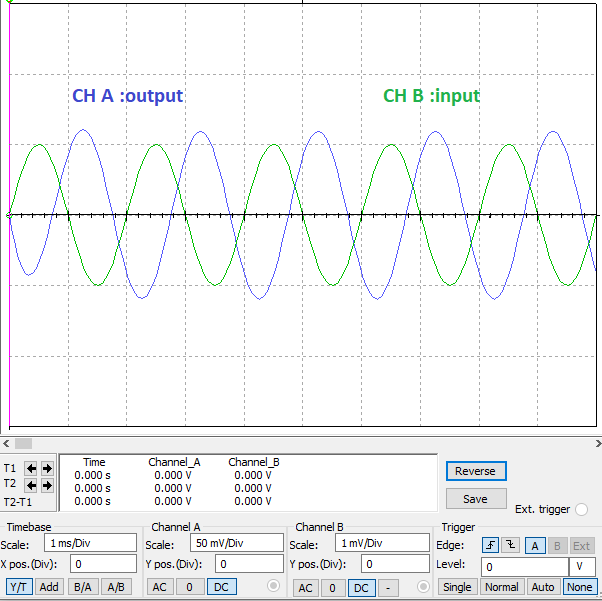 CH A :output CH B :input
Time Channel_A Channel_B
T1 0.000 s 0.000 V 0.000 V
T2 0.000 s 0.000 V 0.000 V
T2-T1 0.000 s 0.000 V 0.000 V
Reverse
Save
Ext. trigger
Timebase Channel A Channel B Trigger
Scale: 1 ms/Div Scale: 50 mV/Div Scale: 1 mV/Div Edge: A B Ext
X pos.(Div): 0 Y pos.(Div): 0 Y pos.(Div): 0 Level: 0 V
Y/T Add B/A A/B AC 0 DC AC 0 DC - Single Normal Auto None